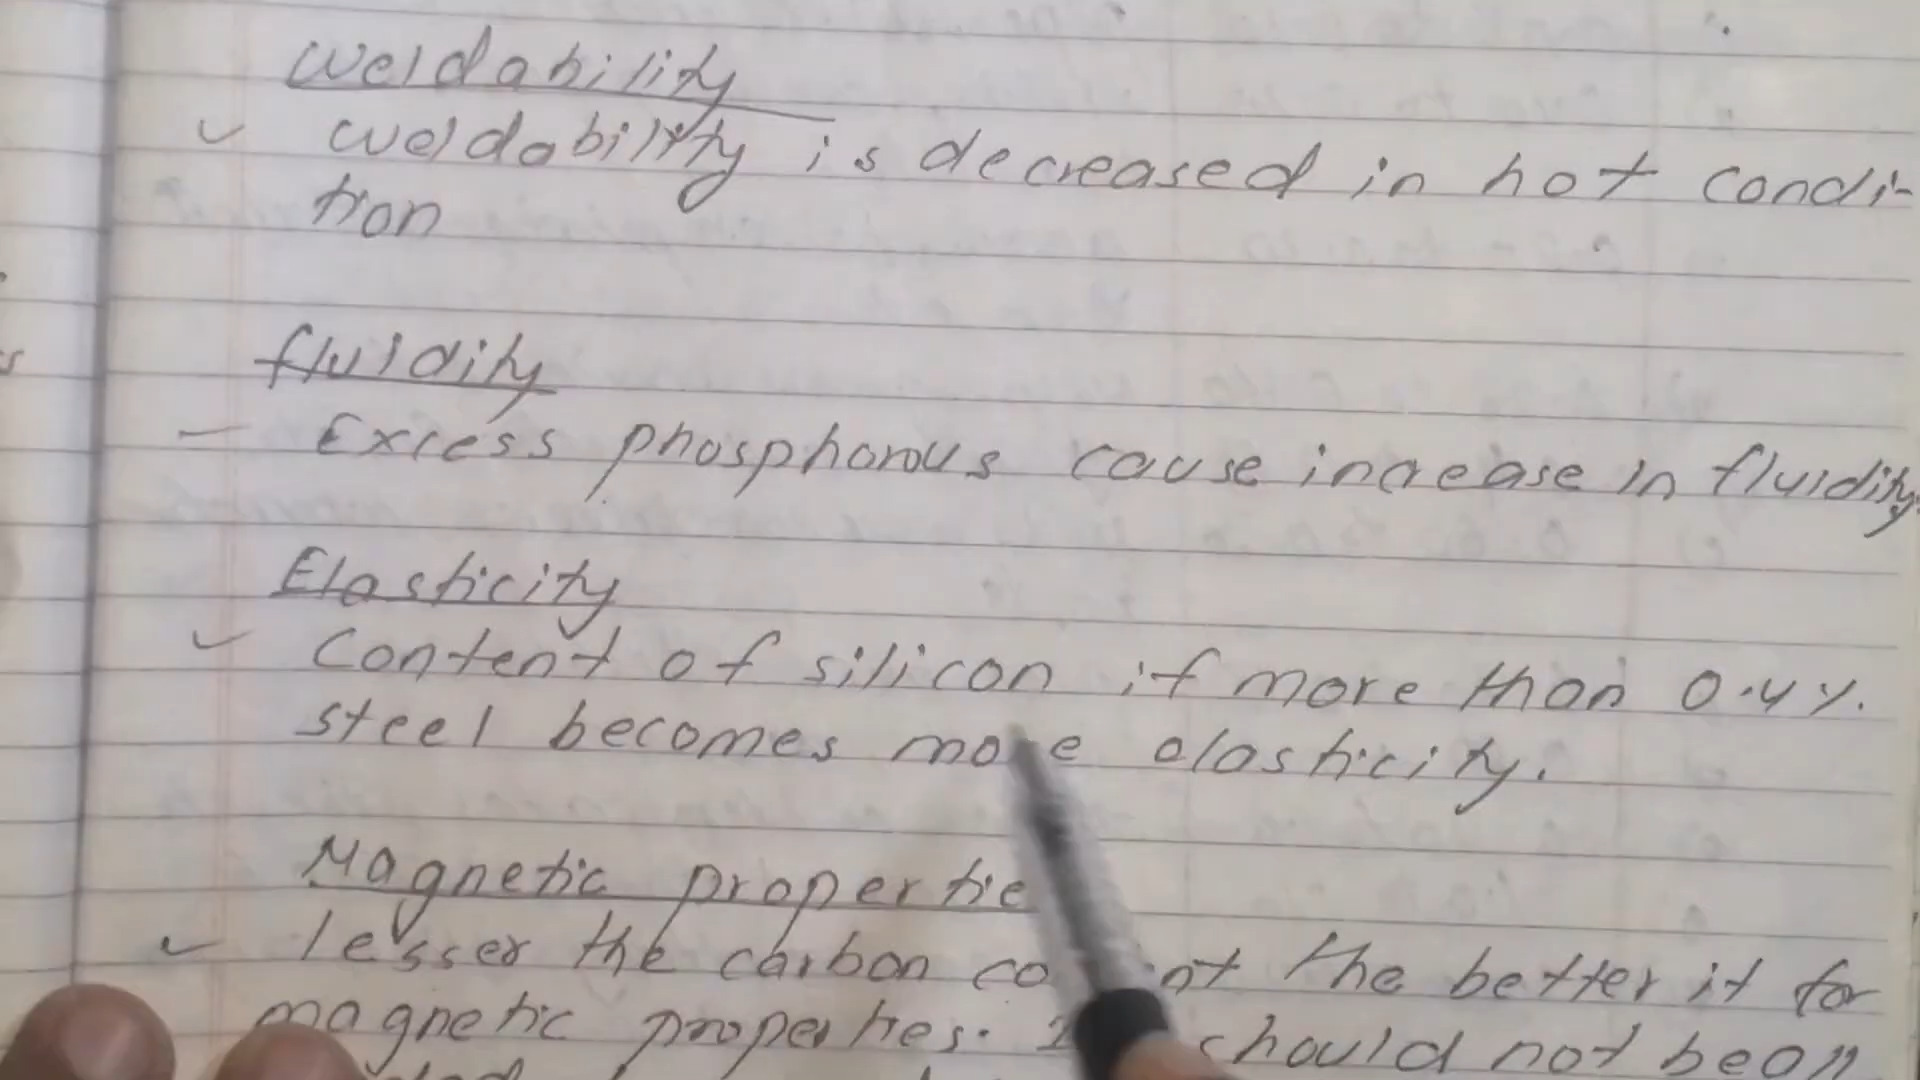 Weldability
✓ weldability is decreased in hot condi-
tion
fluidity
- Excess phosphorous cause increase in fluidity.
Elasticity
✓ Content of silicon if more than 0.4%.
steel becomes more elasticity.
Magnetic propertie
✓ lesser the carbon the better it for
magnetic properties. should not be